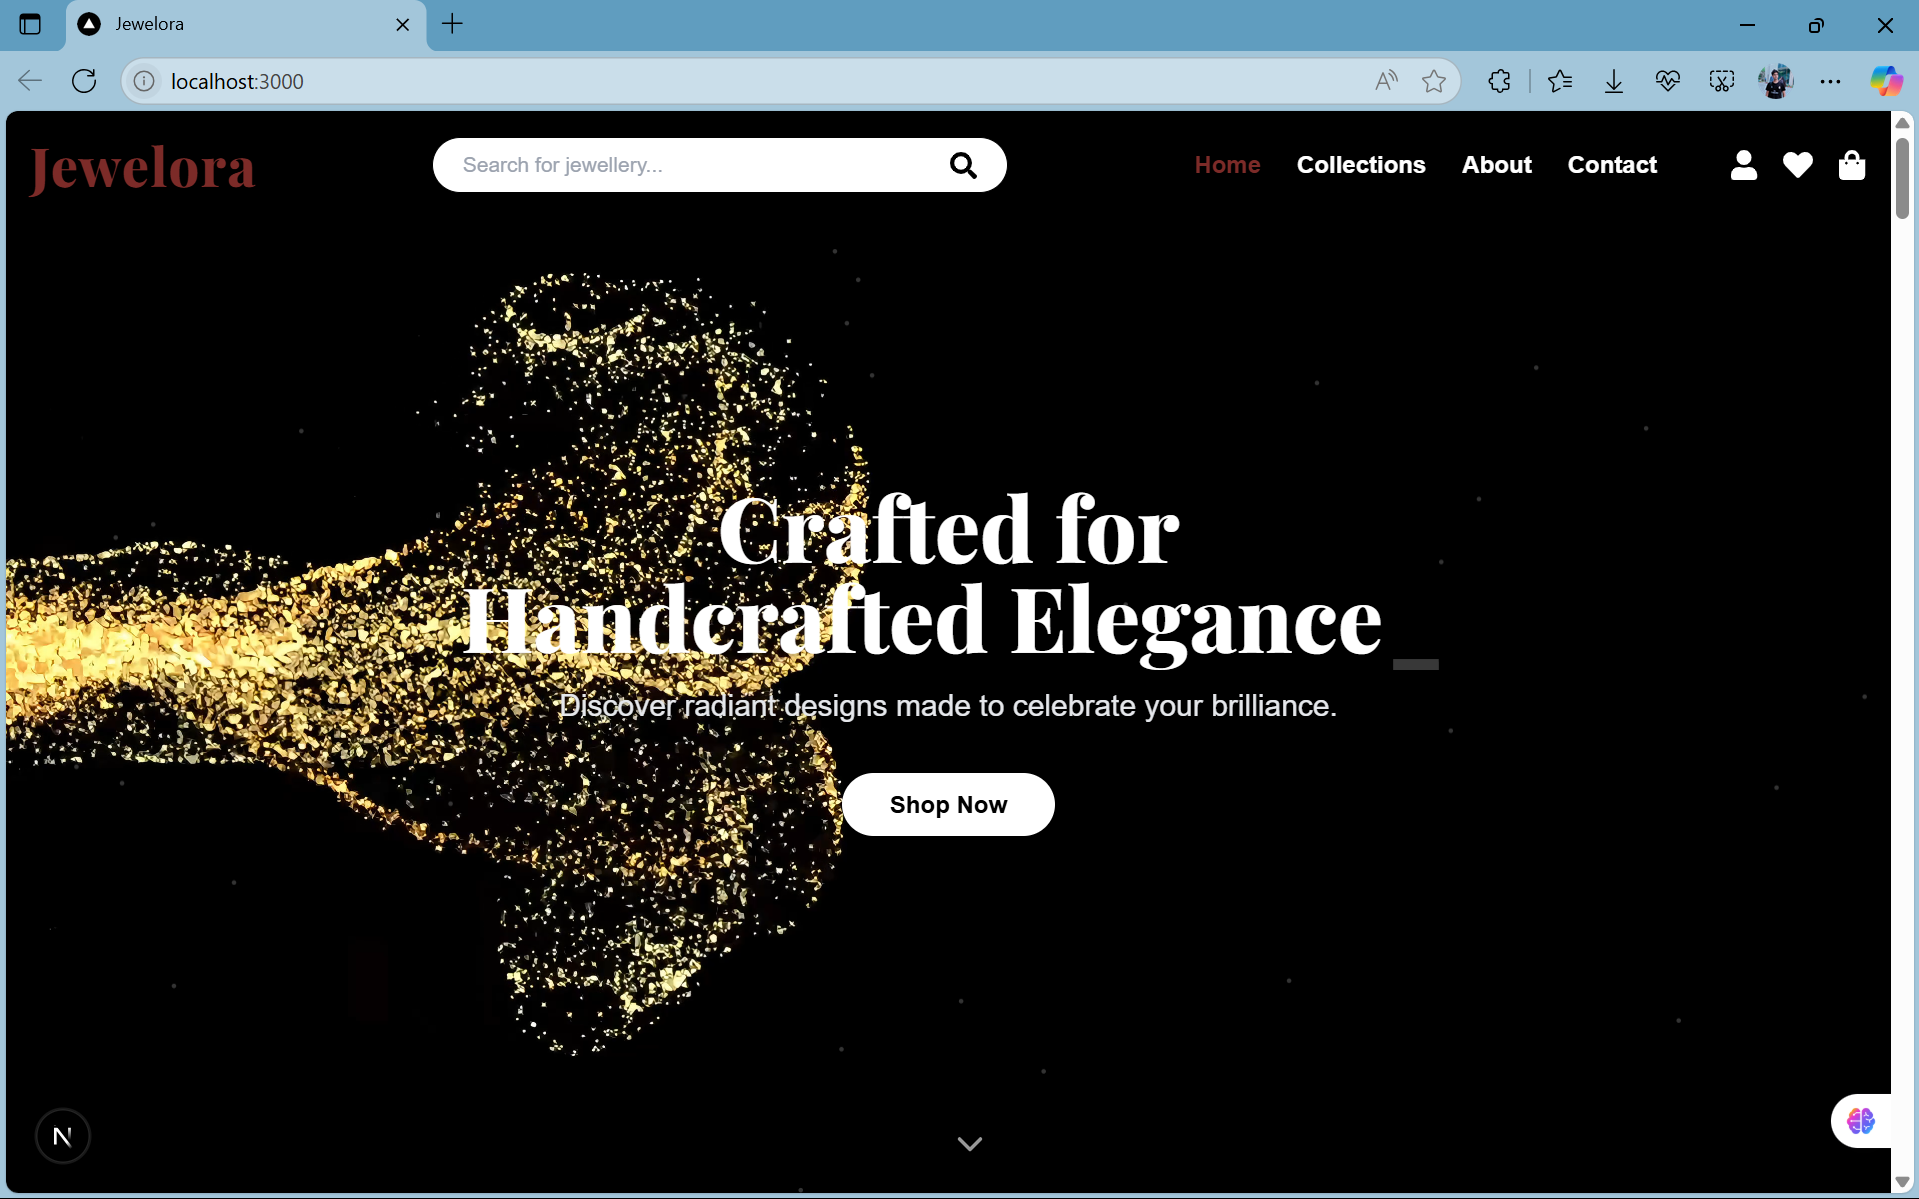 Jewelora
localhost:3000
Jewelora
Search for jewellery...
Home
Collections
About
Contact
Crafted for
Handcrafted Elegance_
Discover radiant designs made to celebrate your brilliance.
Shop Now
N